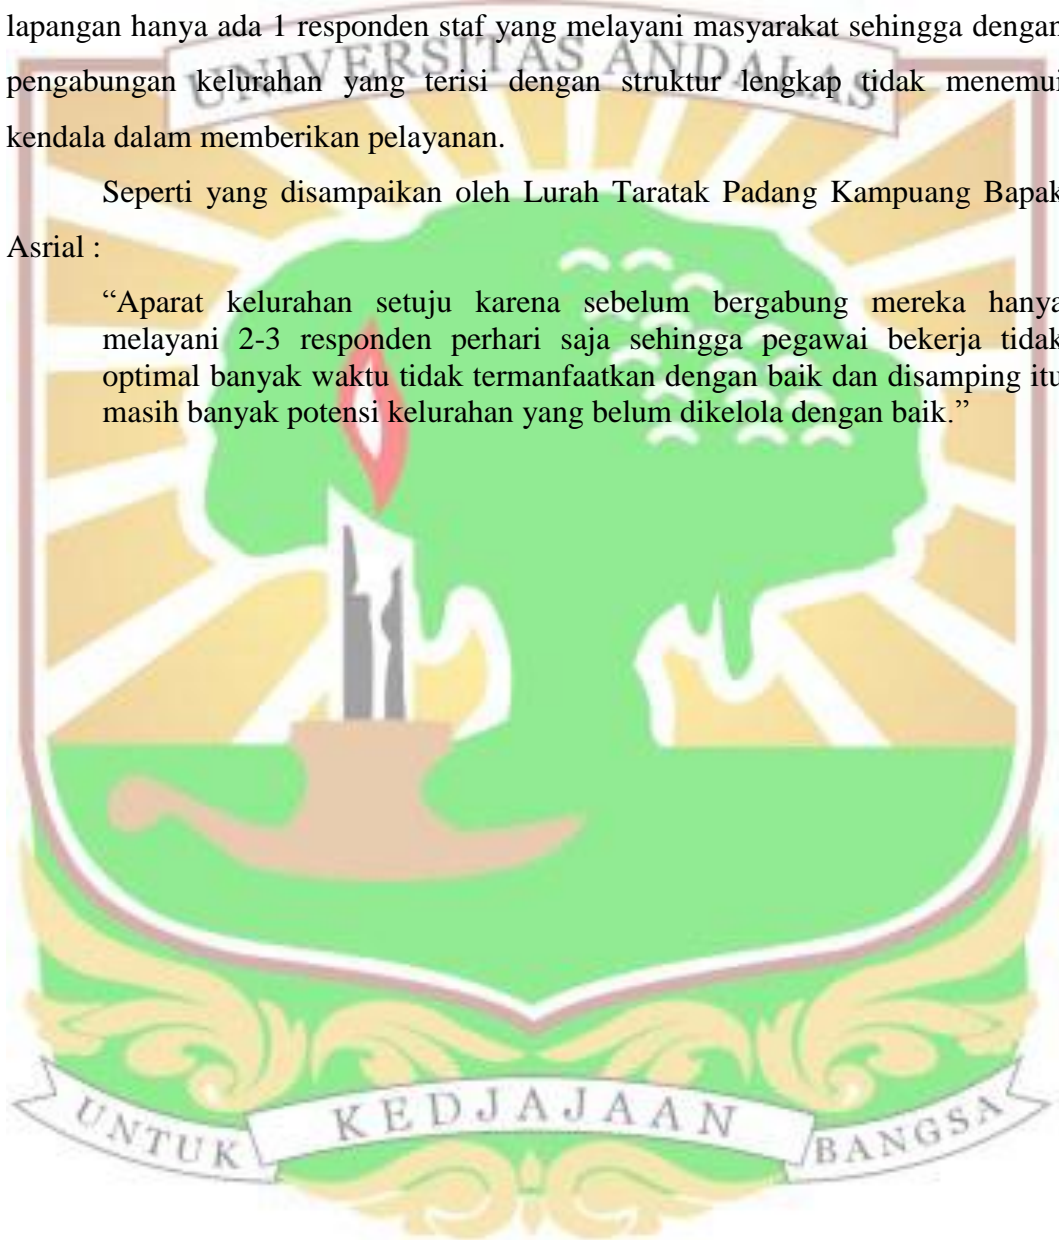 lapangan hanya ada 1 responden staf yang melayani masyarakat sehingga dengan
UNIVERSITAS ANDALAS
pengabungan kelurahan yang terisi dengan struktur lengkap tidak menemui
kendala dalam memberikan pelayanan.
Seperti yang disampaikan oleh Lurah Taratak Padang Kampuang Bapak
Asrial :
“Aparat kelurahan setuju karena sebelum bergabung mereka hanya
melayani 2-3 responden perhari saja sehingga pegawai bekerja tidak
optimal banyak waktu tidak termanfaatkan dengan baik dan disamping itu
masih banyak potensi kelurahan yang belum dikelola dengan baik.”
UNTUK KEDJAJAAN BANGSA